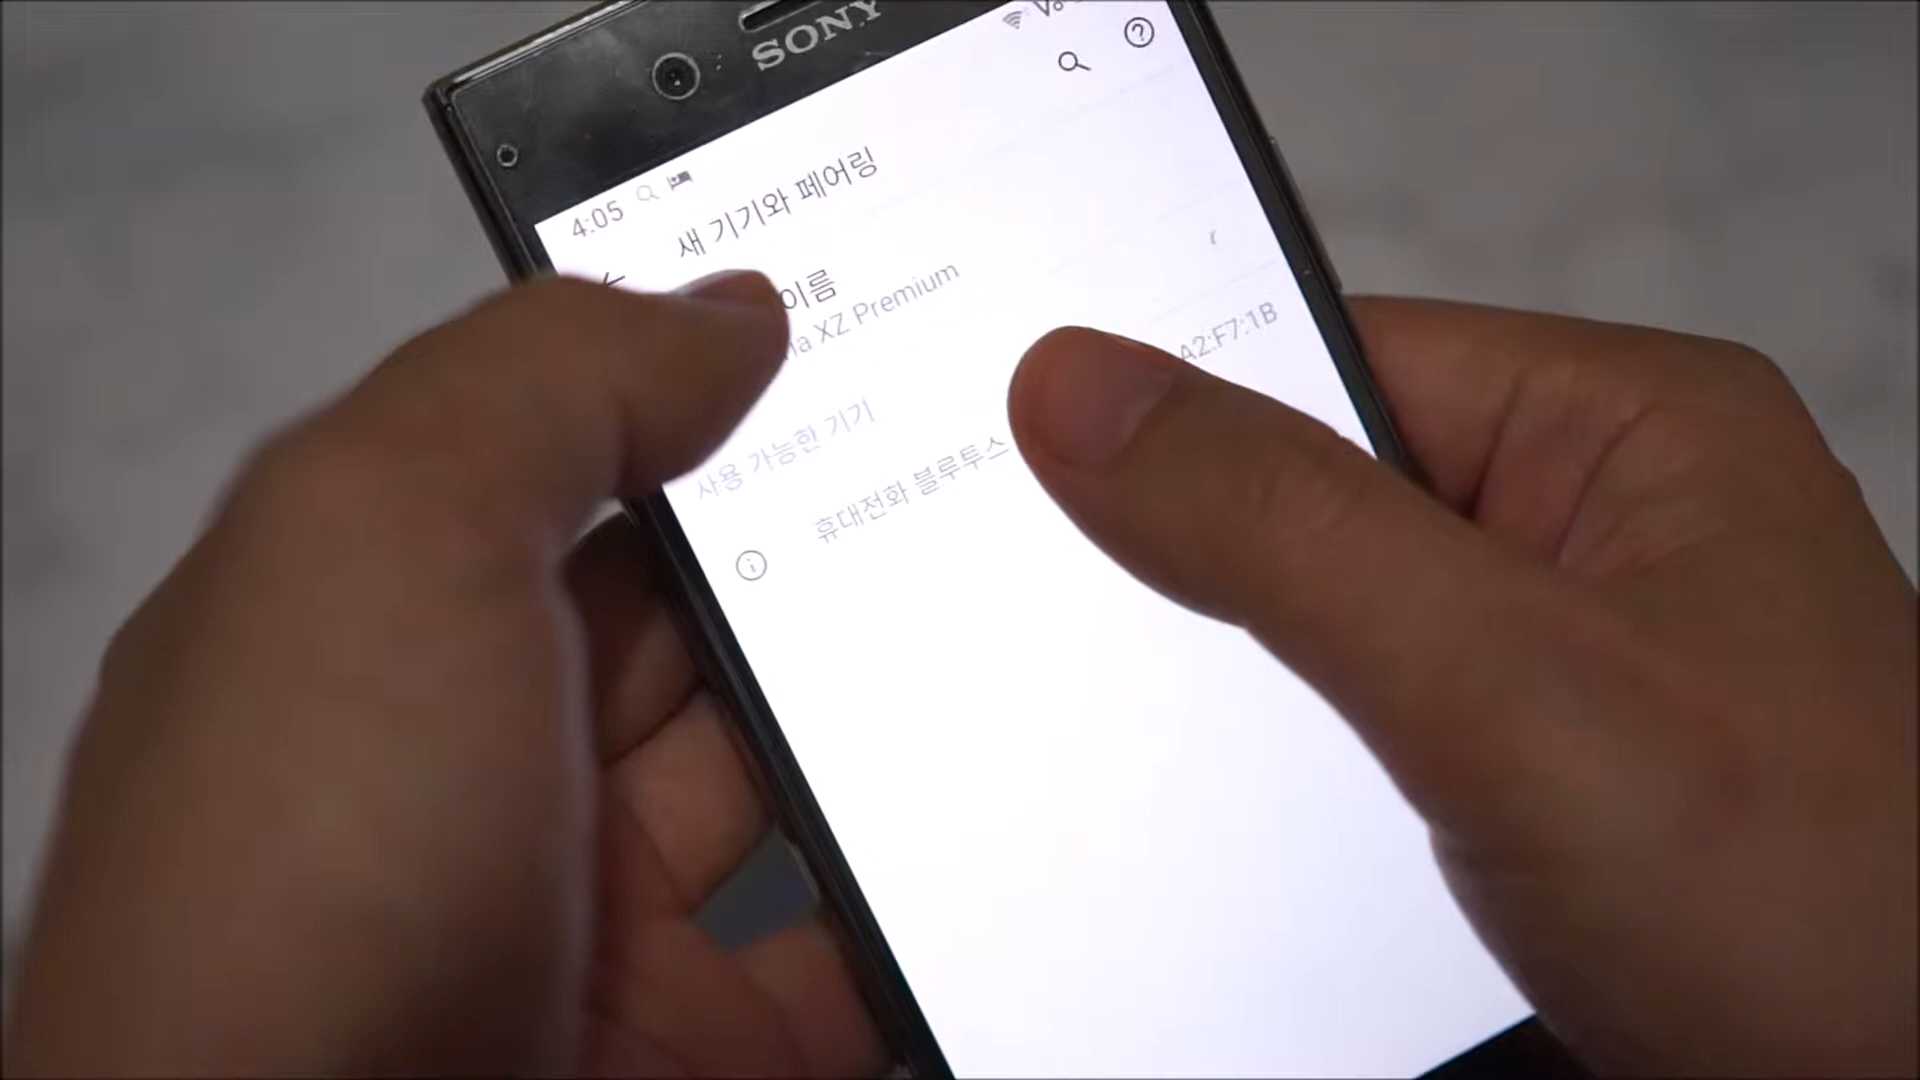 SONY
4:05
새 기기와 페어링
이름
XZ Premium
사용 가능한 기기
휴대전화 블루투스
A2:F7:1B